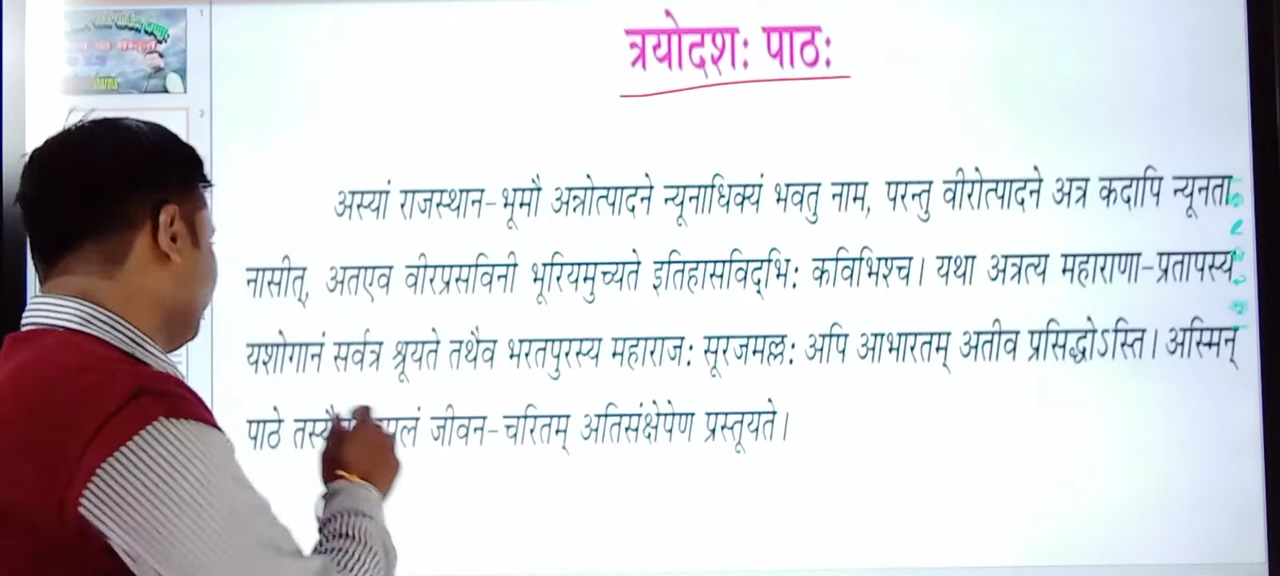 त्रयोदशः पाठः
अस्यां राजस्थान-भूमौ अन्नोत्पादने न्यूनाधिक्यं भवतु नाम, परन्तु वीरोत्पादने अत्र कदापि न्यूनता
नासीत्, अतएव वीरप्रसविनी भूरियमुच्यते इतिहासविद्भिः कविभिश्च। यथा अत्रत्य महाराणा-प्रतापस्य
यशोगानं सर्वत्र श्रूयते तथैव भरतपुरस्य महाराजः सूरजमल्लः अपि आभारतम् अतीव प्रसिद्धोऽस्ति। अस्मिन्
पाठे जीवन-चरितम् अतिसंक्षेपेण प्रस्तूयते।